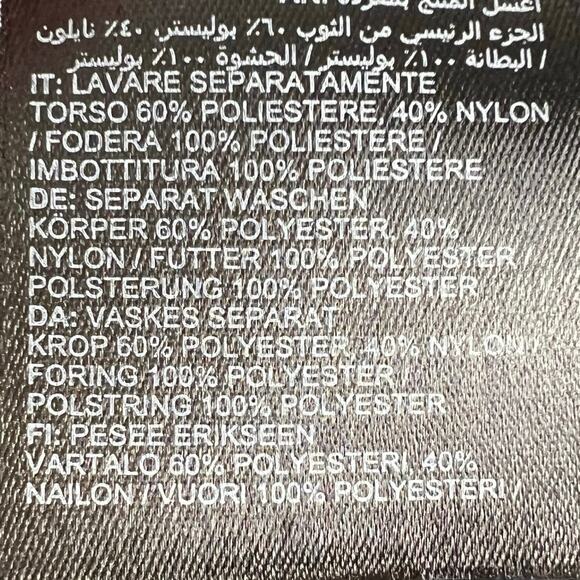 اغسل المنتج بمفرده
الجزء الرئيسي من الثوب ٦٠٪ بوليستر, ٤٠٪ نايلون
/ البطانة ١٠٠٪ بوليستر / الحشوة ١٠٠٪ بوليستر
IT: LAVARE SEPARATAMENTE
TORSO 60% POLIESTERE, 40% NYLON
/ FODERA 100% POLIESTERE /
IMBOTTITURA 100% POLIESTERE
DE: SEPARAT WASCHEN
KÖRPER 60% POLYESTER, 40%
NYLON / FUTTER 100% POLYESTER /
POLSTERUNG 100% POLYESTER
DA: VASKES SEPARAT
KROP 60% POLYESTER, 40% NYLON
FORING 100% POLYESTER /
POLSTRING 100% POLYESTER
FI: PESEE ERIKSEEN
VARTALO 60% POLYESTERI, 40%
NAILON / VUORI 100% POLYESTERI /